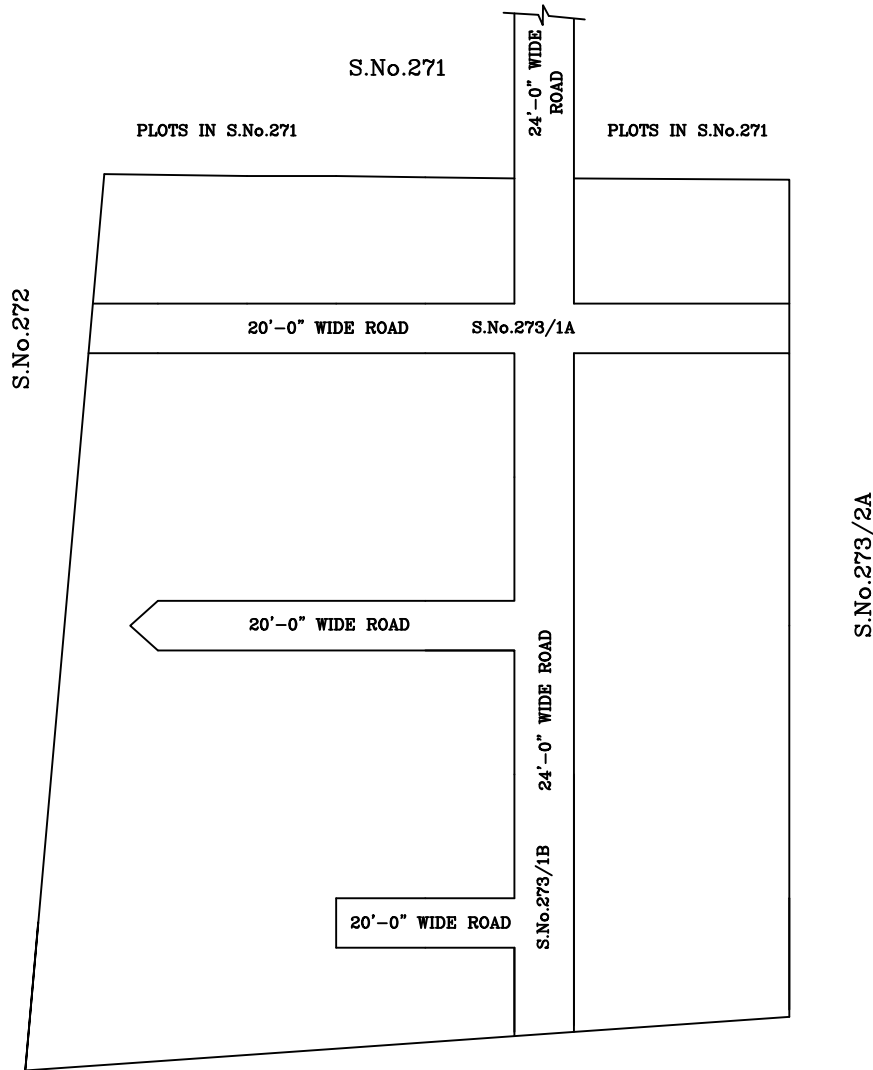 S.No.271
24'-0" WIDE
ROAD
PLOTS IN S.No.271
PLOTS IN S.No.271
S.No.272
20'-0" WIDE ROAD
S.No.273/1A
S.No.273/2A
20'-0" WIDE ROAD
24'-0" WIDE ROAD
S.No.273/1B
20'-0" WIDE ROAD